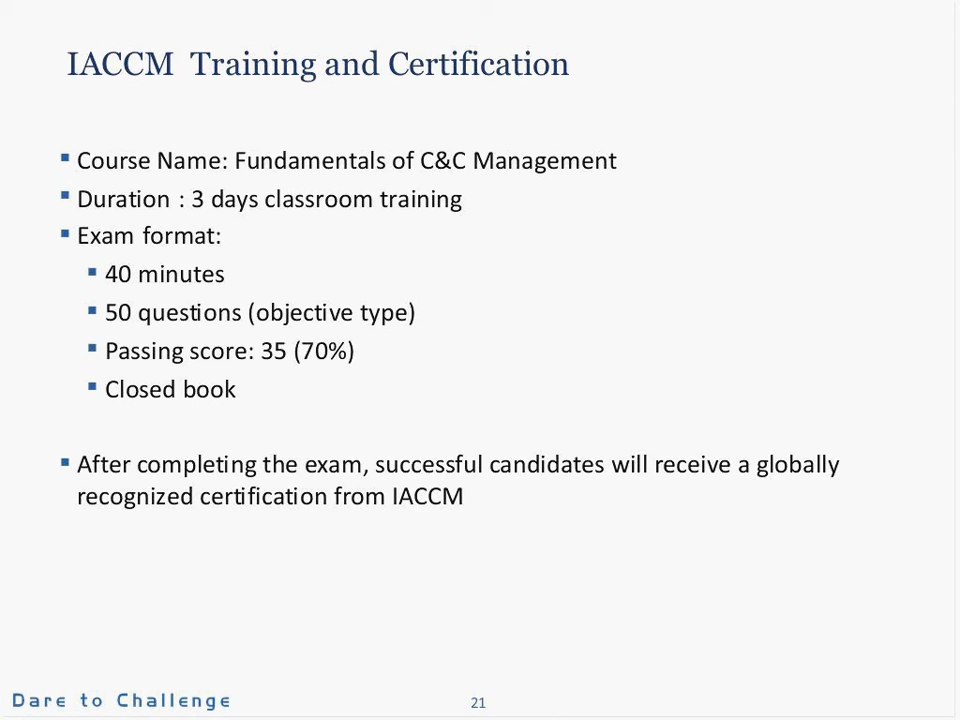 IACCM  Training and Certification
▪ Course Name: Fundamentals of C&C Management
▪ Duration : 3 days classroom training
▪ Exam format:
▪ 40 minutes
▪ 50 questions (objective type)
▪ Passing score: 35 (70%)
▪ Closed book
▪ After completing the exam, successful candidates will receive a globally
recognized certification from IACCM
Dare to Challenge
21